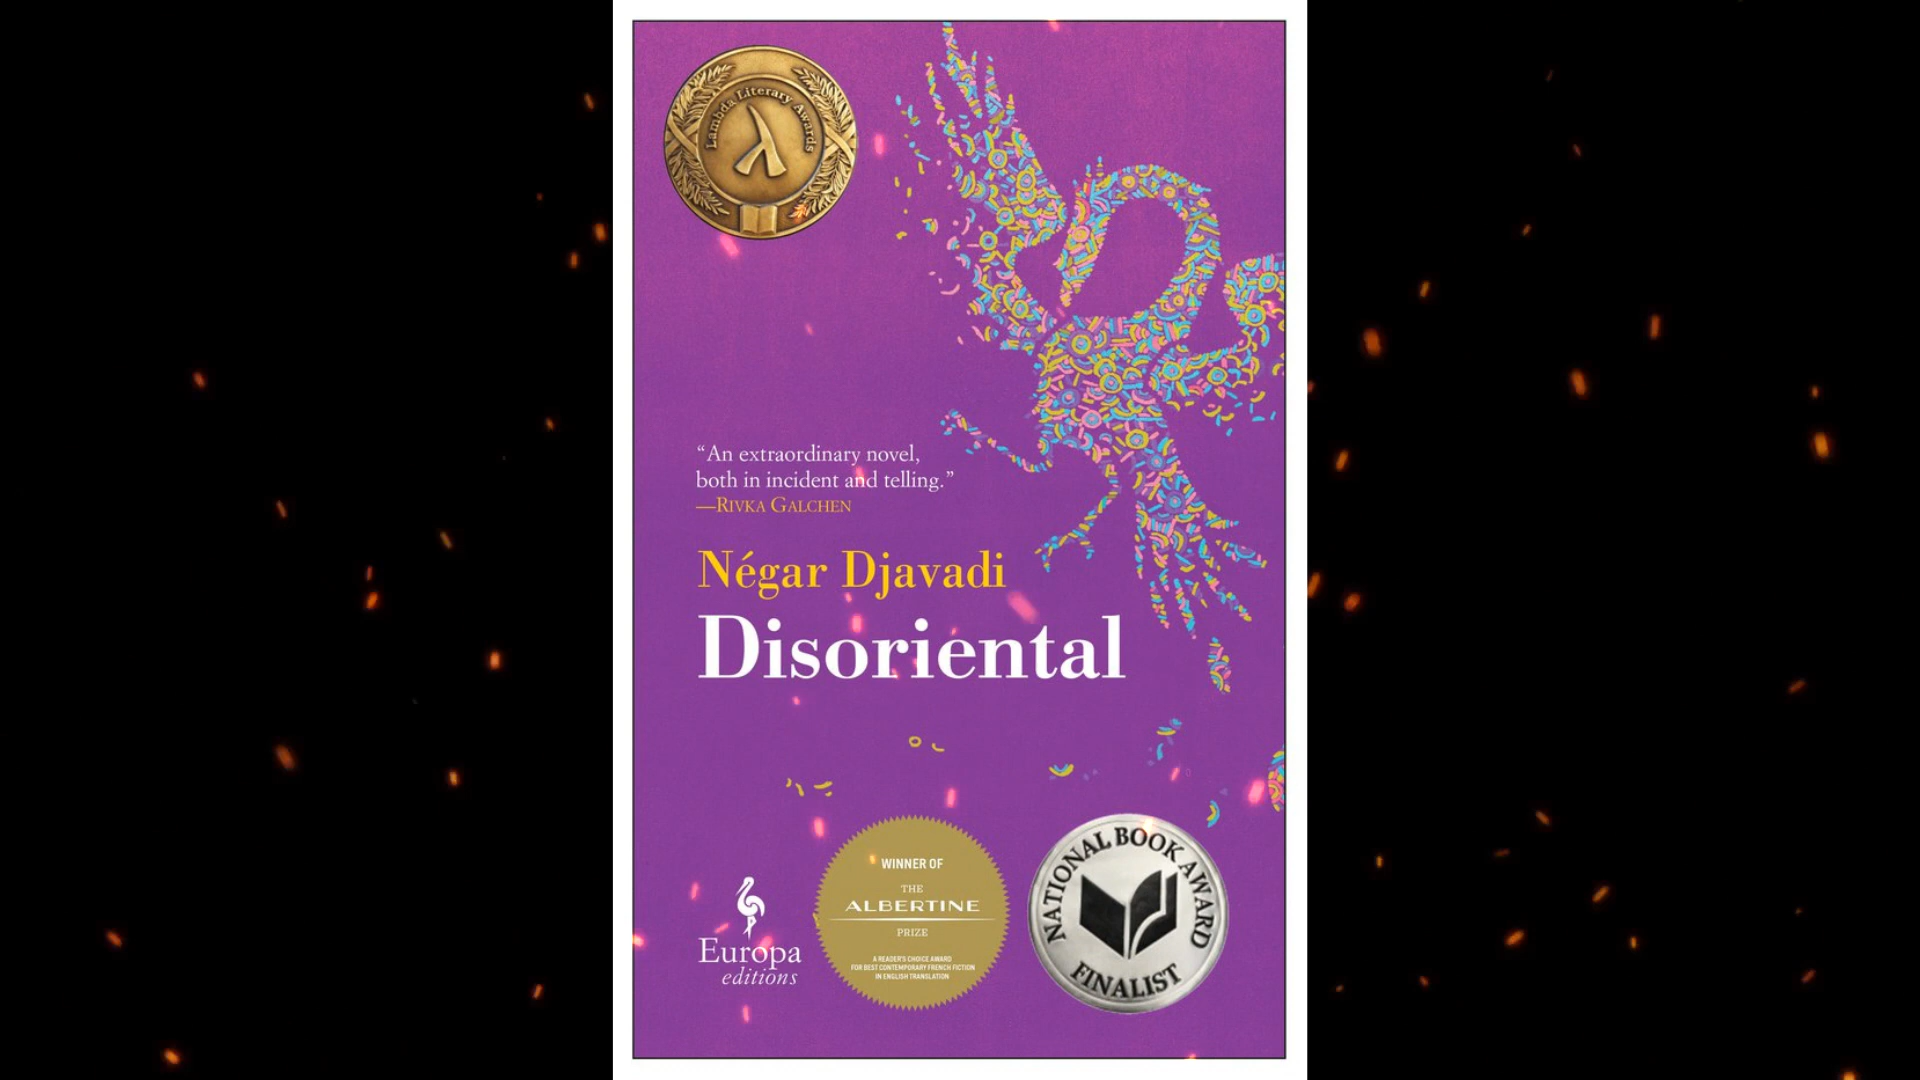 Lambda Literary Awards
“An extraordinary novel,
both in incident and telling.”
—RIVKA GALCHEN
Négar Djavadi
Disoriental
Europa
editions
WINNER OF
THE
ALBERTINE
PRIZE
A READER'S CHOICE AWARD
FOR BEST CONTEMPORARY FRENCH FICTION
IN ENGLISH TRANSLATION
NATIONAL BOOK AWARD
FINALIST